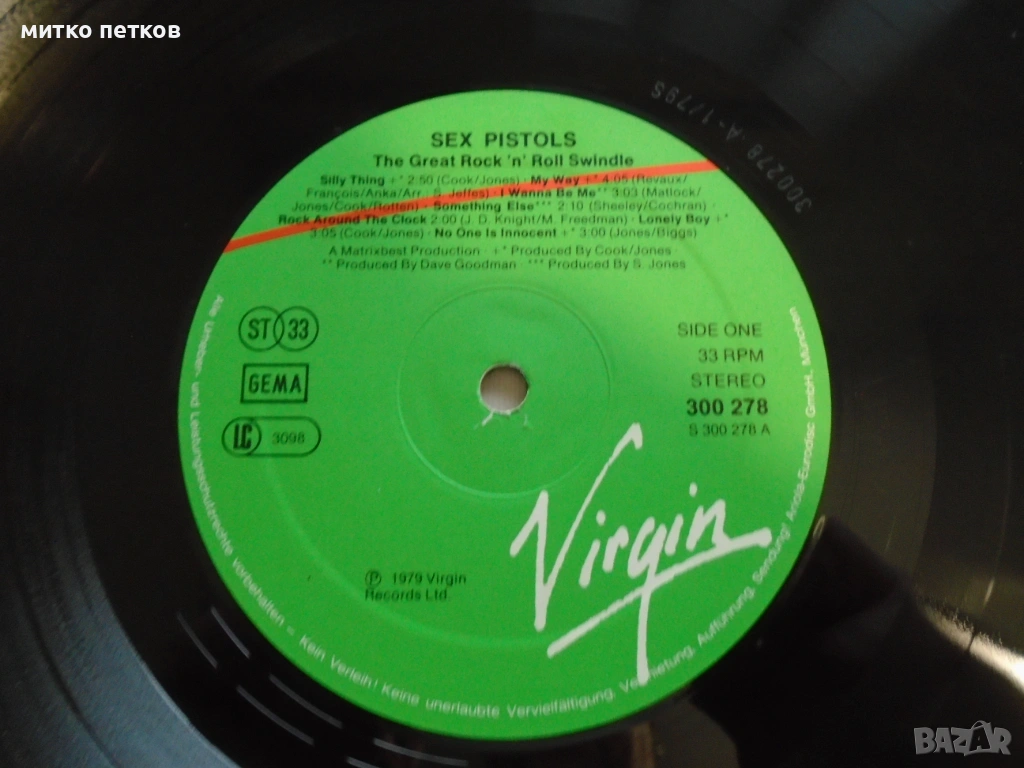 митко петков
300278.A-1/79S
SEX PISTOLS
The Great Rock 'n' Roll Swindle
Silly Thing +* 2:50 (Cook/Jones) · My Way +* 4:05 (Revaux/
François/Anka/Arr.: S. Jeffes) · I Wanna Be Me** 3:03 (Matlock/
Jones/Cook/Rotten) · Something Else*** 2:10 (Sheeley/Cochran) ·
Rock Around The Clock 2:00 (J. D. Knight/M. Freedman) · Lonely Boy +*
3:05 (Cook/Jones) · No One Is Innocent +* 3:00 (Jones/Biggs)
A Matrixbest Production · +* Produced By Cook/Jones
** Produced By Dave Goodman *** Produced By S. Jones
ST 33
GEMA
LC 3098
SIDE ONE
33 RPM
STEREO
300 278
S 300 278 A
Virgin
℗ 1979 Virgin
Records Ltd.
Alle Urheber- und Leistungsschutzrechte vorbehalten – Kein Verleih! Keine unerlaubte Vervielfältigung, Vermietung, Aufführung, Sendung! Ariola-Eurodisc GmbH, München
BAZAR